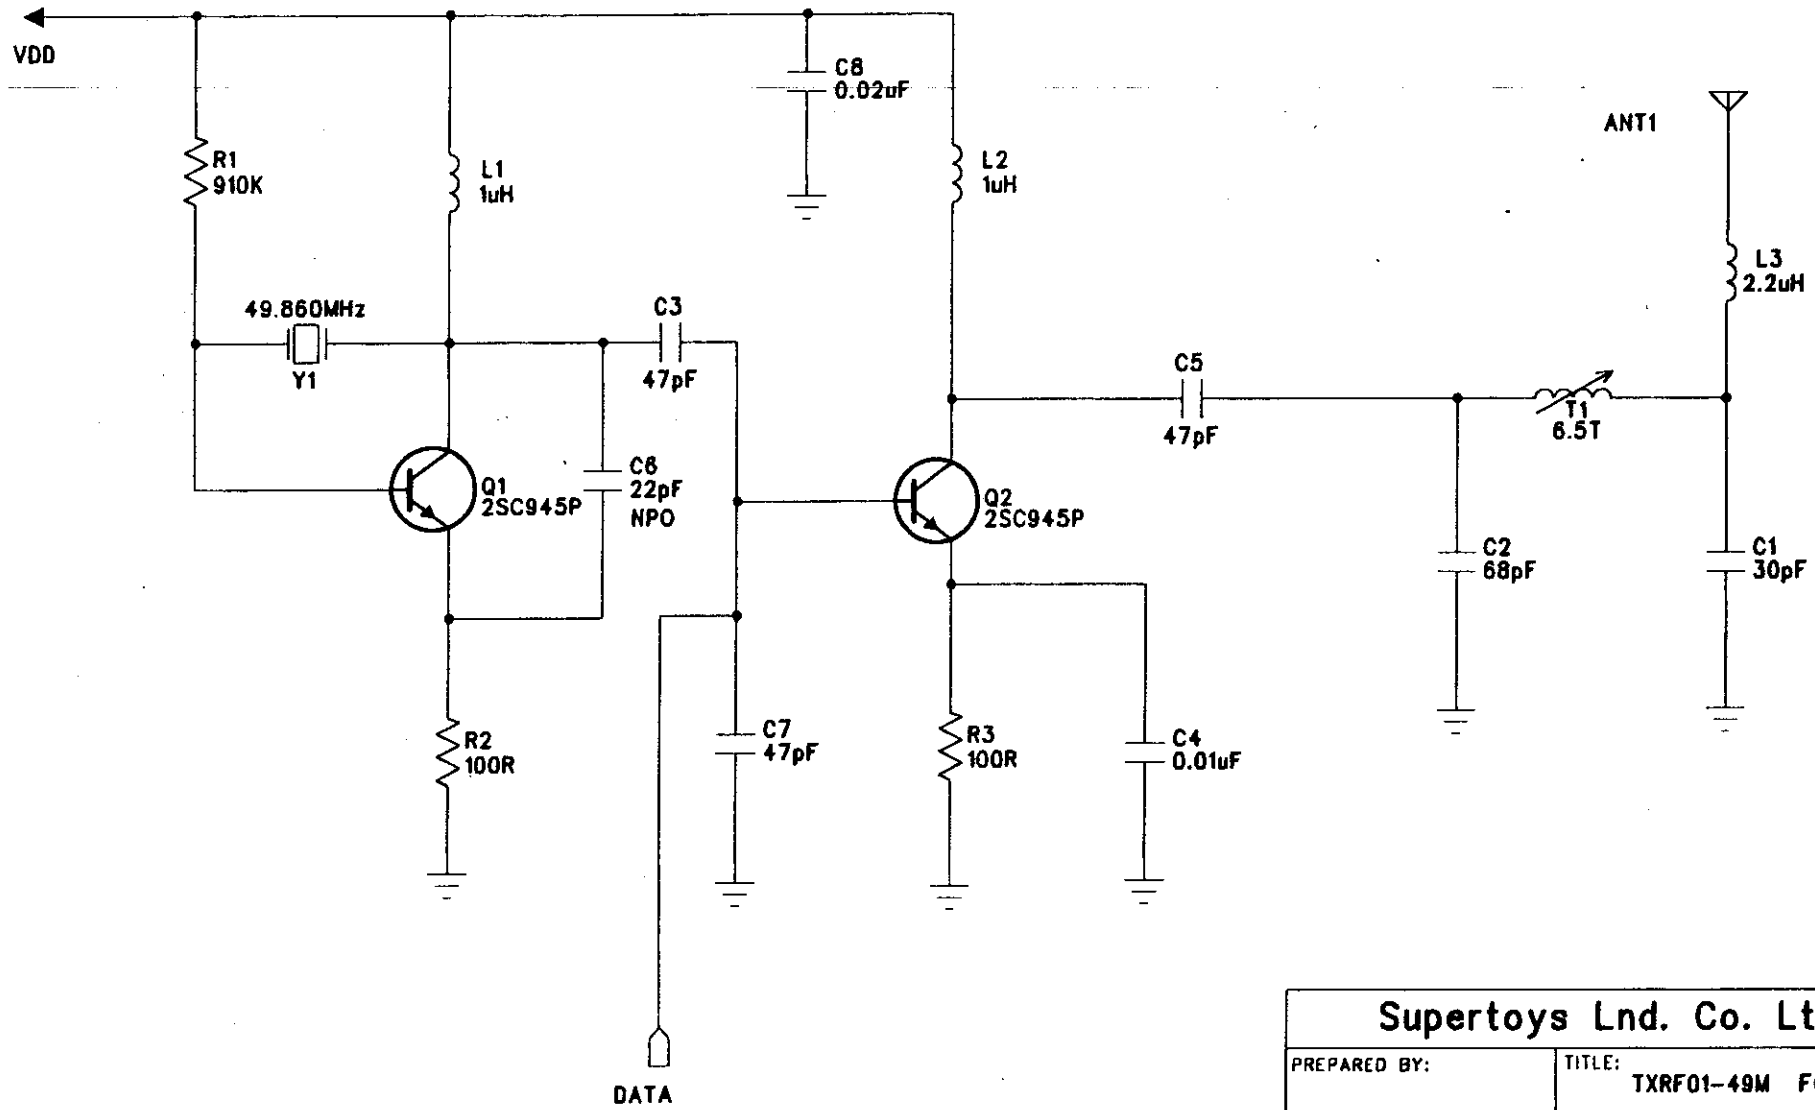 VDD
C8
0.02uF
ANT1
R1
910K
L1
1uH
L2
1uH
L3
2.2uH
49.860MHz
Y1
C3
47pF
C5
47pF
T1
6.5T
Q1
2SC945P
C6
22pF
NPO
Q2
2SC945P
C2
68pF
C1
30pF
R2
100R
C7
47pF
R3
100R
C4
0.01uF
DATA
Supertoys Lnd. Co. Lt
PREPARED BY:
TITLE:
TXRF01-49M